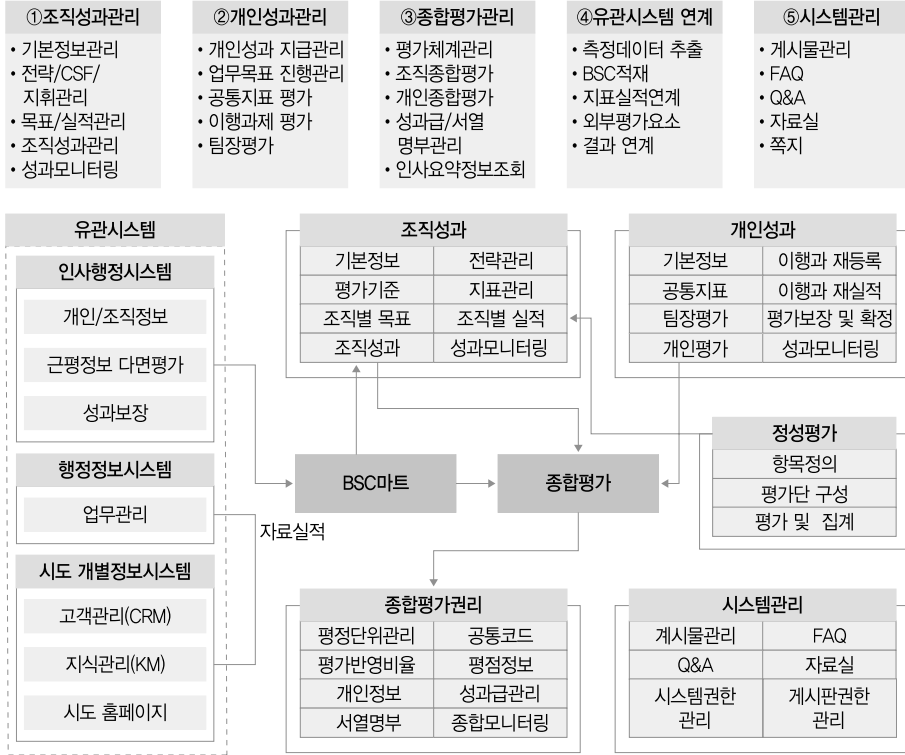 ①조직성과관리
• 기본정보관리
• 전략/CSF/
지휘관리
• 목표/실적관리
• 조직성과관리
• 성과모니터링
②개인성과관리
• 개인성과 지급관리
• 업무목표 진행관리
• 공통지표 평가
• 이행과제 평가
• 팀장평가
③종합평가관리
• 평가체계관리
• 조직종합평가
• 개인종합평가
• 성과급/서열
명부관리
• 인사요약정보조회
④유관시스템 연계
• 측정데이터 추출
• BSC적재
• 지표실적연계
• 외부평가요소
• 결과 연계
⑤시스템관리
• 게시물관리
• FAQ
• Q&A
• 자료실
• 쪽지
유관시스템
인사행정시스템
개인/조직정보
근평정보 다면평가
성과보장
행정정보시스템
업무관리
시도 개별정보시스템
고객관리(CRM)
지식관리(KM)
시도 홈페이지
자료실적
조직성과
기본정보 전략관리
평가기준 지표관리
조직별 목표 조직별 실적
조직성과 성과모니터링
개인성과
기본정보 이행과 재등록
공통지표 이행과 재실적
팀장평가 평가보장 및 확정
개인평가 성과모니터링
BSC마트
종합평가
정성평가
항목정의
평가단 구성
평가 및 집계
종합평가권리
평정단위관리 공통코드
평가반영비율 평점정보
개인정보 성과급관리
서열명부 종합모니터링
시스템관리
계시물관리 FAQ
Q&A 자료실
시스템권한
관리
게시판권한
관리